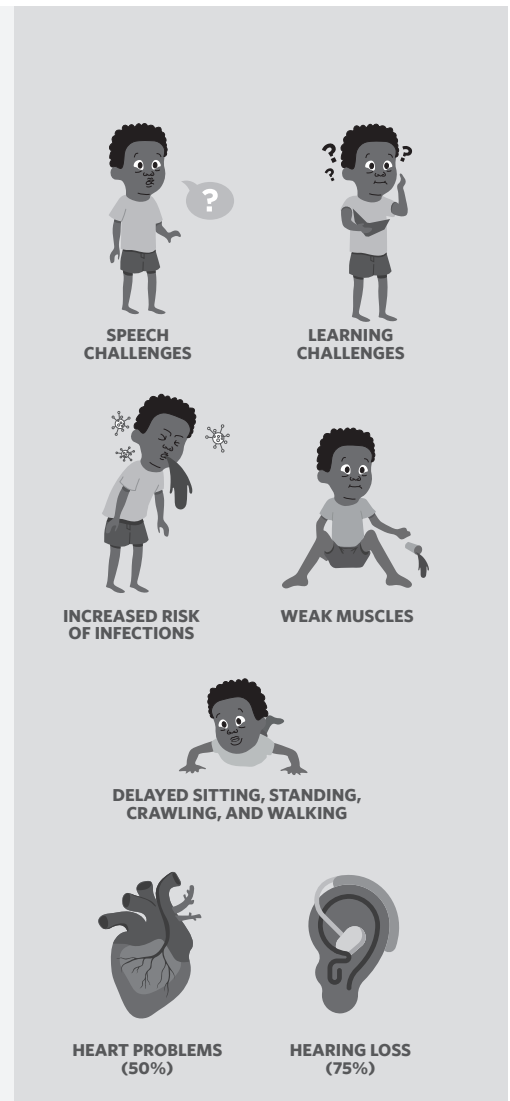 ?
? ? ?
SPEECH
CHALLENGES
LEARNING
CHALLENGES
INCREASED RISK
OF INFECTIONS
WEAK MUSCLES
DELAYED SITTING, STANDING,
CRAWLING, AND WALKING
HEART PROBLEMS
(50%)
HEARING LOSS
(75%)